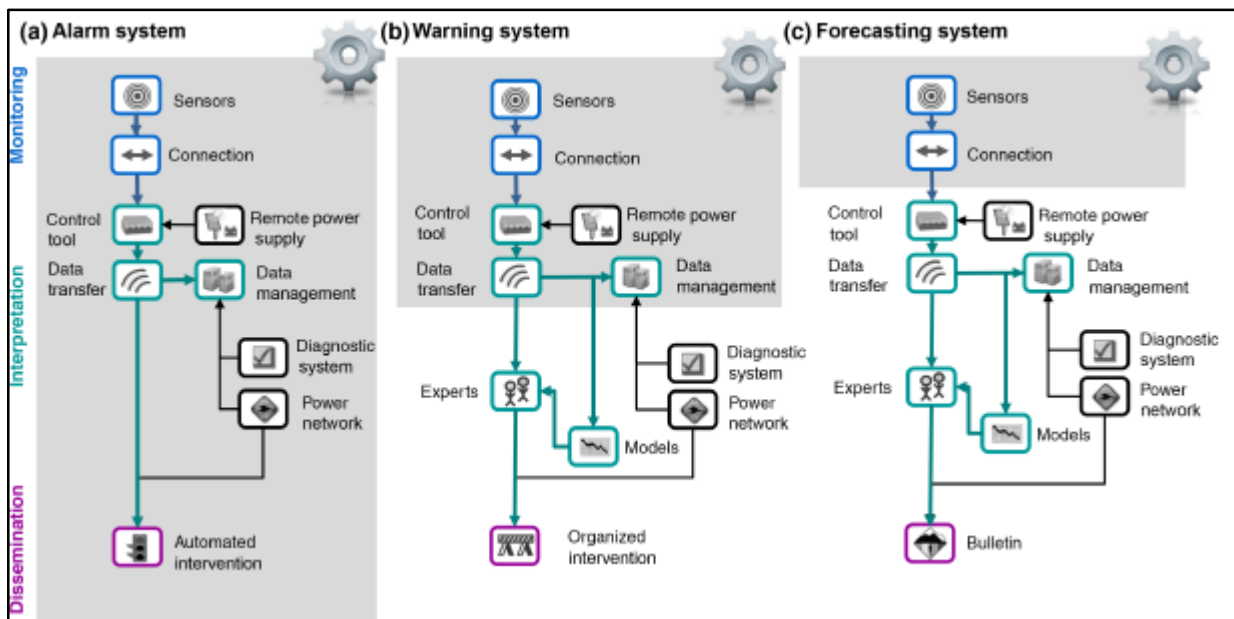 (a) Alarm system
(b) Warning system
(c) Forecasting system
Monitoring
Interpretation
Dissemination
Sensors
Connection
Control
tool
Remote power
supply
Data
transfer
Data
management
Diagnostic
system
Power
network
Automated
intervention
Sensors
Connection
Control
tool
Remote power
supply
Data
transfer
Data
management
Diagnostic
system
Experts
Power
network
Models
Organized
intervention
Sensors
Connection
Control
tool
Remote power
supply
Data
transfer
Data
management
Diagnostic
system
Experts
Power
network
Models
Bulletin